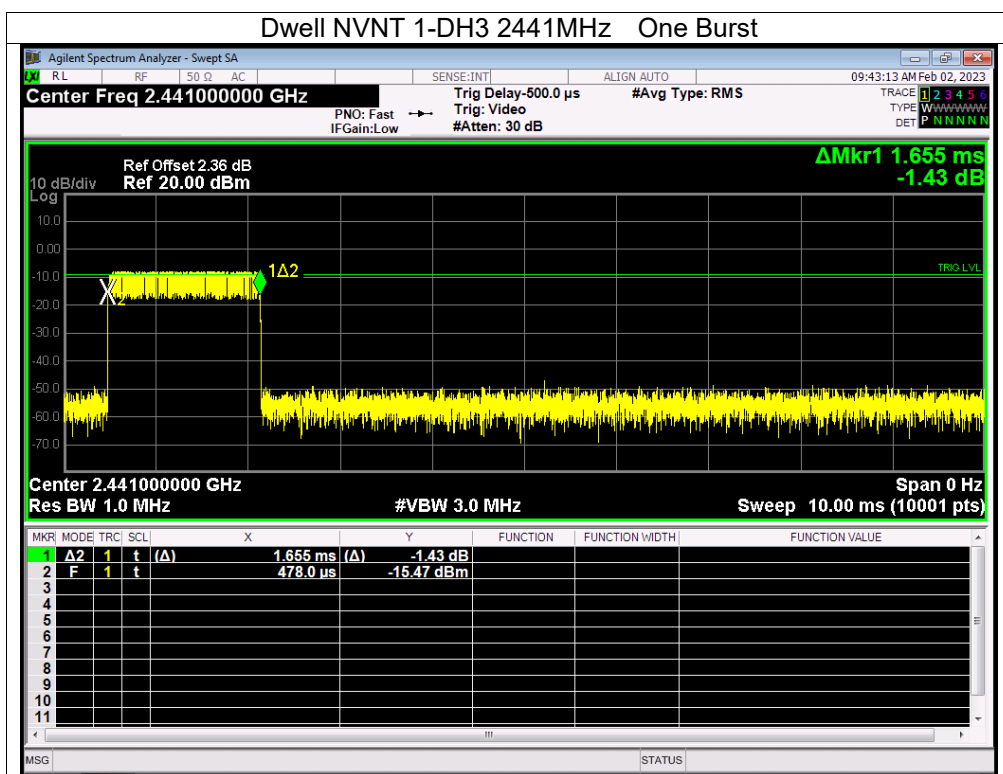 Dwell NVNT 1-DH3 2441MHz One Burst
Agilent Spectrum Analyzer - Swept SA
LXI RL RF 50 Ω AC SENSE:INT ALIGN AUTO 09:43:13 AM Feb 02, 2023
Center Freq 2.441000000 GHz
PNO: Fast
IFGain:Low
Trig Delay-500.0 µs
Trig: Video
#Atten: 30 dB
#Avg Type: RMS
TRACE 1 2 3 4 5 6
TYPE WWWWWW
DET P N N N N N
ΔMkr1 1.655 ms
-1.43 dB
Ref Offset 2.36 dB
10 dB/div Ref 20.00 dBm
Log
10.0
0.00
-10.0
-20.0
-30.0
-40.0
-50.0
-60.0
-70.0
1Δ2
2
TRIG LVL
Center 2.441000000 GHz Span 0 Hz
Res BW 1.0 MHz #VBW 3.0 MHz Sweep 10.00 ms (10001 pts)
MKR MODE TRC SCL X Y FUNCTION FUNCTION WIDTH FUNCTION VALUE
1 Δ2 1 t (Δ) 1.655 ms (Δ) -1.43 dB
2 F 1 t 478.0 µs -15.47 dBm
3
4
5
6
7
8
9
10
11
MSG STATUS